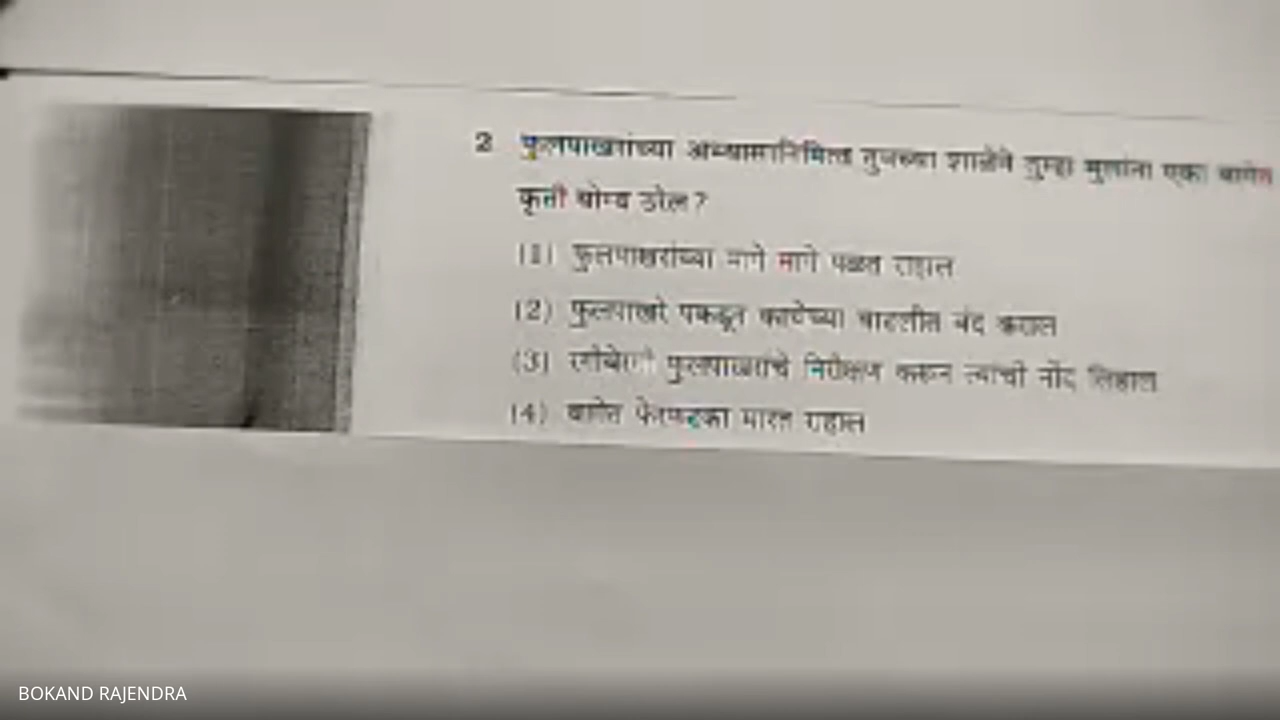 2 फुलपाखरांच्या अभ्यासानिमित्त तुमच्या शाळेने तुम्हा मुलांना एका बागेत
कृती योग्य ठरेल?
(1) फुलपाखरांच्या मागे मागे पळत राहाल
(2) फुलपाखरे पकडून काचेच्या बाटलीत बंद कराल
(3) रंगीबेरंगी फुलपाखरांचे निरीक्षण करून त्यांची नोंद लिहाल
(4) बागेत फेरफटका मारत राहाल
BOKAND RAJENDRA